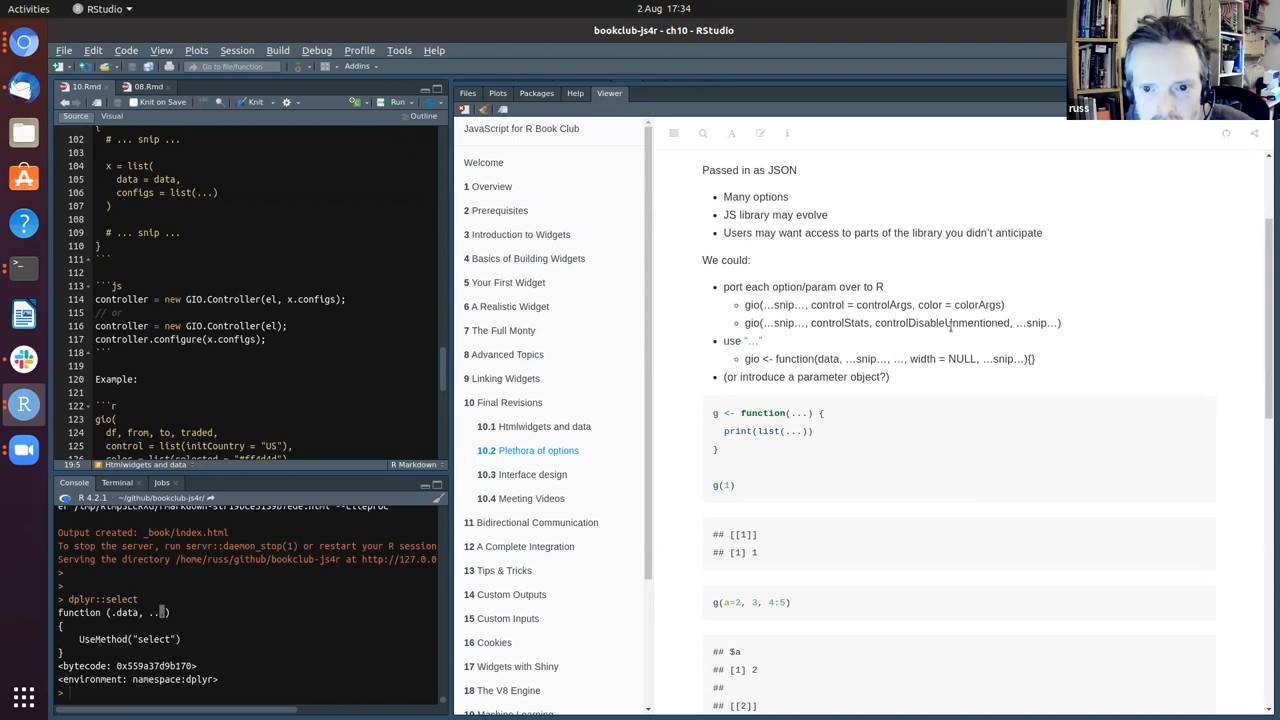 Activities
RStudio
2 Aug 17:34
bookclub-js4r - ch10 - RStudio
russ
File Edit Code View Plots Session Build Debug Profile Tools Help
Go to file/function
Addins
10.Rmd
08.Rmd
Knit on Save
Knit
Run
Source Visual
Outline
{
102 # ... snip ...
103
104 x = list(
105 data = data,
106 configs = list(...)
107 )
108
109 # ... snip ...
110 }
111 ```
112
113 ```js
114 controller = new GIO.Controller(el, x.configs);
115 // or
116 controller = new GIO.Controller(el);
117 controller.configure(x.configs);
118 ```
119
120 Example:
121
122 ```r
123 gio(
124 df, from, to, traded,
125 control = list(initCountry = "US"),
126 color = list(selected = "#ff4d4d")
19:5 Htmlwidgets and data
R Markdown
Console Terminal Jobs
R 4.2.1 · ~/github/bookclub-js4r/
Output created: _book/index.html
To stop the server, run servr::daemon_stop(1) or restart your R session
Serving the directory /home/russ/github/bookclub-js4r at http://127.0.0
>
>
> dplyr::select
function (.data, ...)
{
UseMethod("select")
}
<bytecode: 0x559a37d9b170>
<environment: namespace:dplyr>
>
Files Plots Packages Help Viewer
JavaScript for R Book Club
Welcome
1 Overview
2 Prerequisites
3 Introduction to Widgets
4 Basics of Building Widgets
5 Your First Widget
6 A Realistic Widget
7 The Full Monty
8 Advanced Topics
9 Linking Widgets
10 Final Revisions
10.1 Htmlwidgets and data
10.2 Plethora of options
10.3 Interface design
10.4 Meeting Videos
11 Bidirectional Communication
12 A Complete Integration
13 Tips & Tricks
14 Custom Outputs
15 Custom Inputs
16 Cookies
17 Widgets with Shiny
18 The V8 Engine
19 Machine Learning
Passed in as JSON
• Many options
• JS library may evolve
• Users may want access to parts of the library you didn’t anticipate
We could:
• port each option/param over to R
gio(…snip…, control = controlArgs, color = colorArgs)
gio(…snip…, controlStats, controlDisableUnmentioned, …snip…)
• use “…”
gio <- function(data, …snip…, …, width = NULL, …snip…){}
• (or introduce a parameter object?)
g <- function(...) {
print(list(...))
}
g(1)
## [[1]]
## [1] 1
g(a=2, 3, 4:5)
## $a
## [1] 2
##
## [[2]]